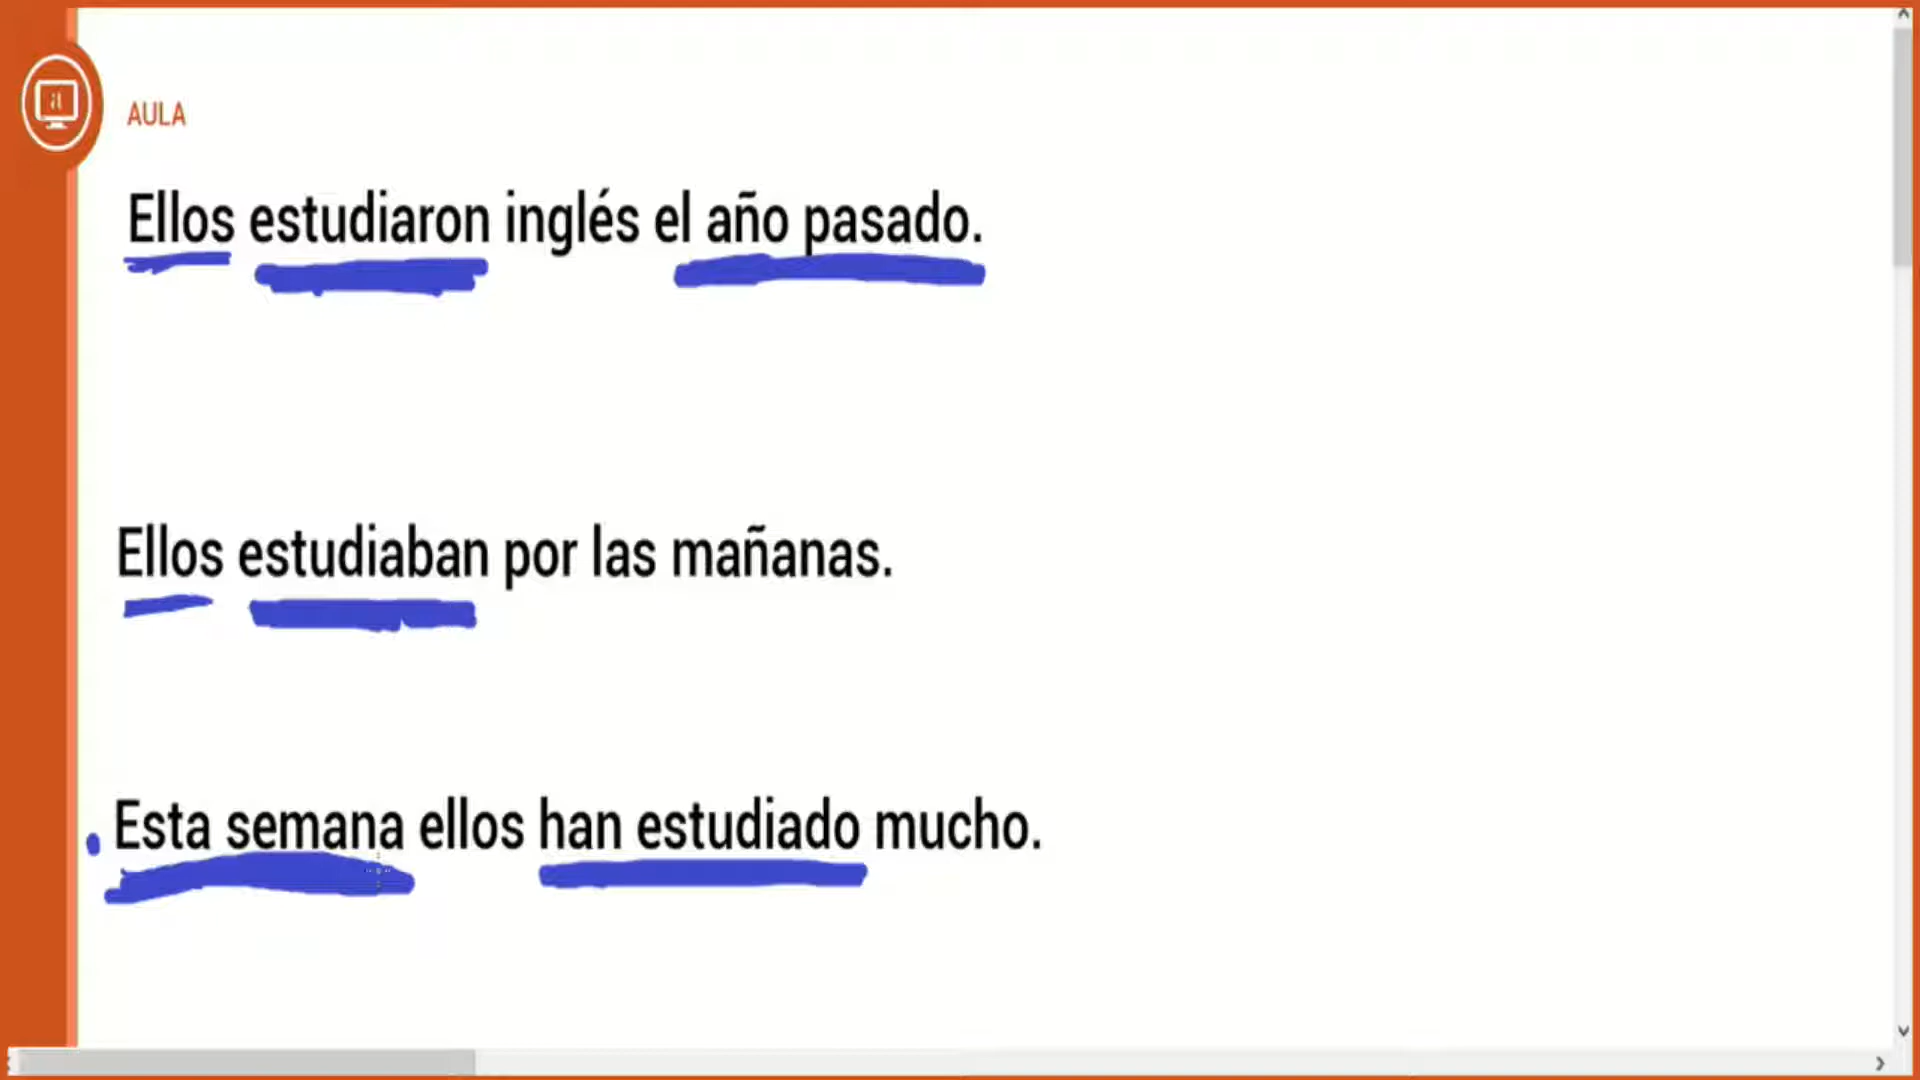 AULA
Ellos estudiaron inglés el año pasado.
Ellos estudiaban por las mañanas.
Esta semana ellos han estudiado mucho.